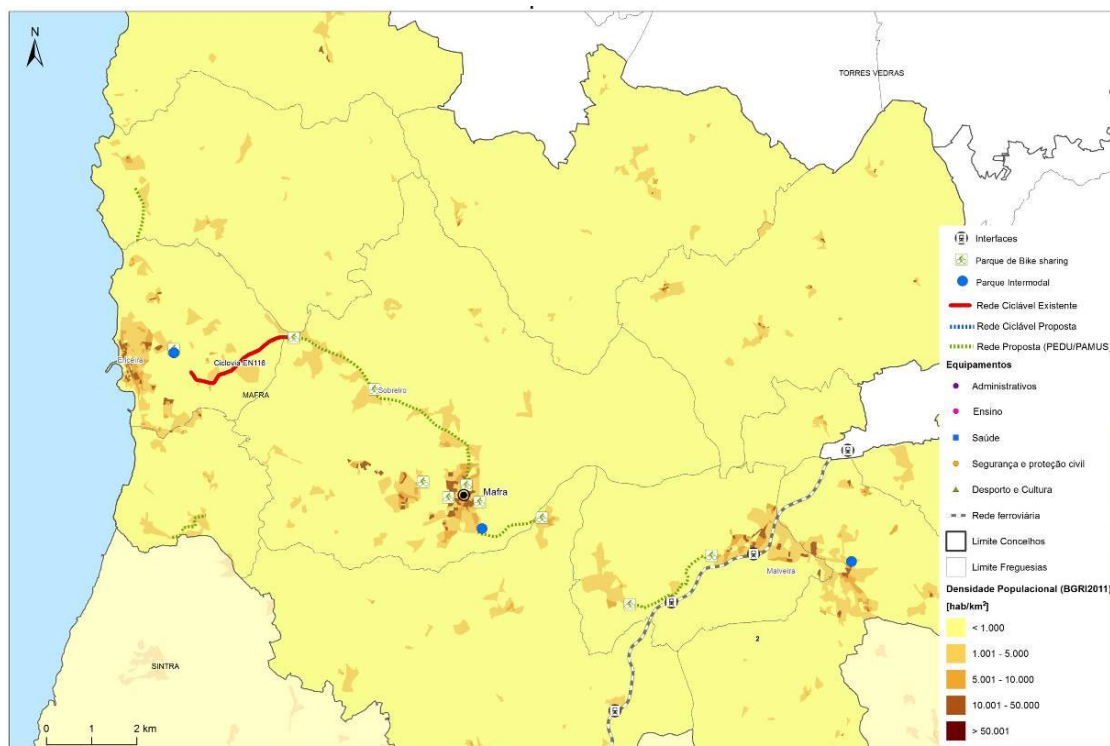 N
TORRES VEDRAS
Ericeira
Ciclovia EN116
MAFRA
Sobreiro
Mafra
Malveira
2
SINTRA
0 1 2 km
Interfaces
Parque de Bike sharing
Parque Intermodal
Rede Ciclável Existente
Rede Ciclável Proposta
Rede Proposta (PEDU/PAMUS)
Equipamentos
Administrativos
Ensino
Saúde
Segurança e proteção civil
Desporto e Cultura
Rede ferroviária
Limite Concelhos
Limite Freguesias
Densidade Populacional (BGRI2011)
[hab/km²]
< 1.000
1.001 - 5.000
5.001 - 10.000
10.001 - 50.000
> 50.001